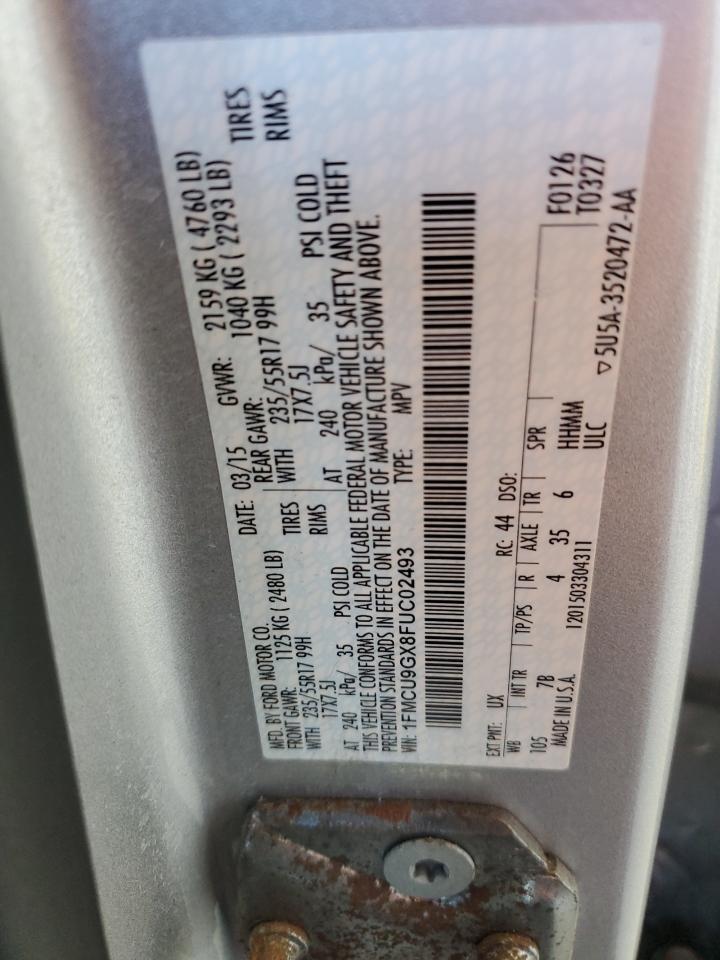 MFD. BY FORD MOTOR CO. DATE: 03/15 GVWR: 2159 KG ( 4760 LB)
FRONT GAWR: 1125 KG ( 2480 LB) REAR GAWR: 1040 KG ( 2293 LB)
WITH 235/55R17 99H TIRES WITH 235/55R17 99H TIRES
17X7.5J RIMS 17X7.5J RIMS
AT 240 kPa/ 35 PSI COLD AT 240 kPa/ 35 PSI COLD
THIS VEHICLE CONFORMS TO ALL APPLICABLE FEDERAL MOTOR VEHICLE SAFETY AND THEFT
PREVENTION STANDARDS IN EFFECT ON THE DATE OF MANUFACTURE SHOWN ABOVE.
VIN: 1FMCU9GX8FUC02493 TYPE: MPV
EXT PNT: UX RC: 44 DSO:
WB INT TR TP/PS R AXLE TR SPR F0126
105 7B 4 35 6 HHMM T0327
MADE IN U.S.A. 1201503304311 ULC ▽5U5A-3520472-AA